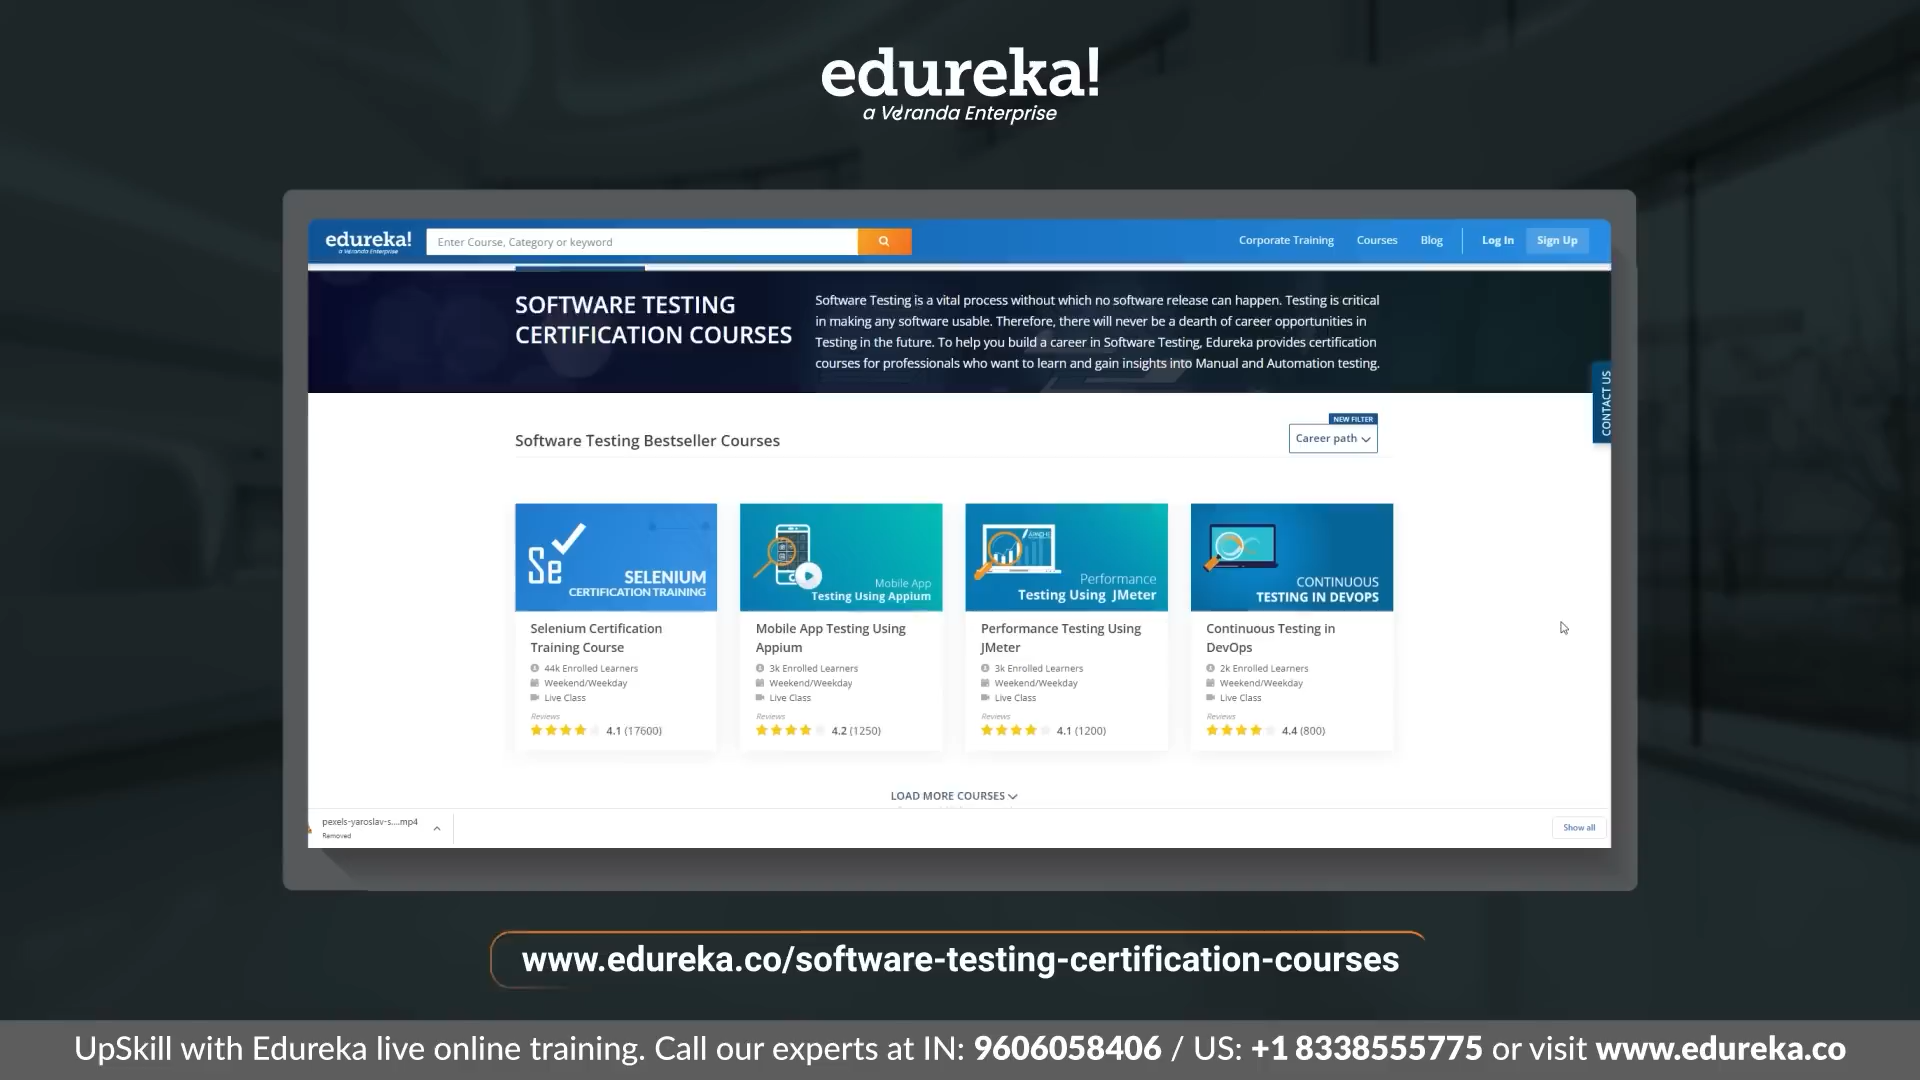 edureka!
a Veranda Enterprise
edureka!
a Veranda Enterprise
Enter Course, Category or keyword
Corporate Training
Courses
Blog
Log In
Sign Up
SOFTWARE TESTING
CERTIFICATION COURSES
Software Testing is a vital process without which no software release can happen. Testing is critical
in making any software usable. Therefore, there will never be a dearth of career opportunities in
Testing in the future. To help you build a career in Software Testing, Edureka provides certification
courses for professionals who want to learn and gain insights into Manual and Automation testing.
CONTACT US
Software Testing Bestseller Courses
NEW FILTER
Career path
Se
SELENIUM
CERTIFICATION TRAINING
Selenium Certification
Training Course
44k Enrolled Learners
Weekend/Weekday
Live Class
Reviews
4.1 (17600)
Mobile App
Testing Using Appium
Mobile App Testing Using
Appium
3k Enrolled Learners
Weekend/Weekday
Live Class
Reviews
4.2 (1250)
APACHE
Performance
Testing Using JMeter
Performance Testing Using
JMeter
3k Enrolled Learners
Weekend/Weekday
Live Class
Reviews
4.1 (1200)
CONTINUOUS
TESTING IN DEVOPS
Continuous Testing in
DevOps
2k Enrolled Learners
Weekend/Weekday
Live Class
Reviews
4.4 (800)
LOAD MORE COURSES
pexels-yaroslav-s....mp4
Removed
Show all
www.edureka.co/software-testing-certification-courses
UpSkill with Edureka live online training. Call our experts at IN: 9606058406 / US: +1 8338555775 or visit www.edureka.co